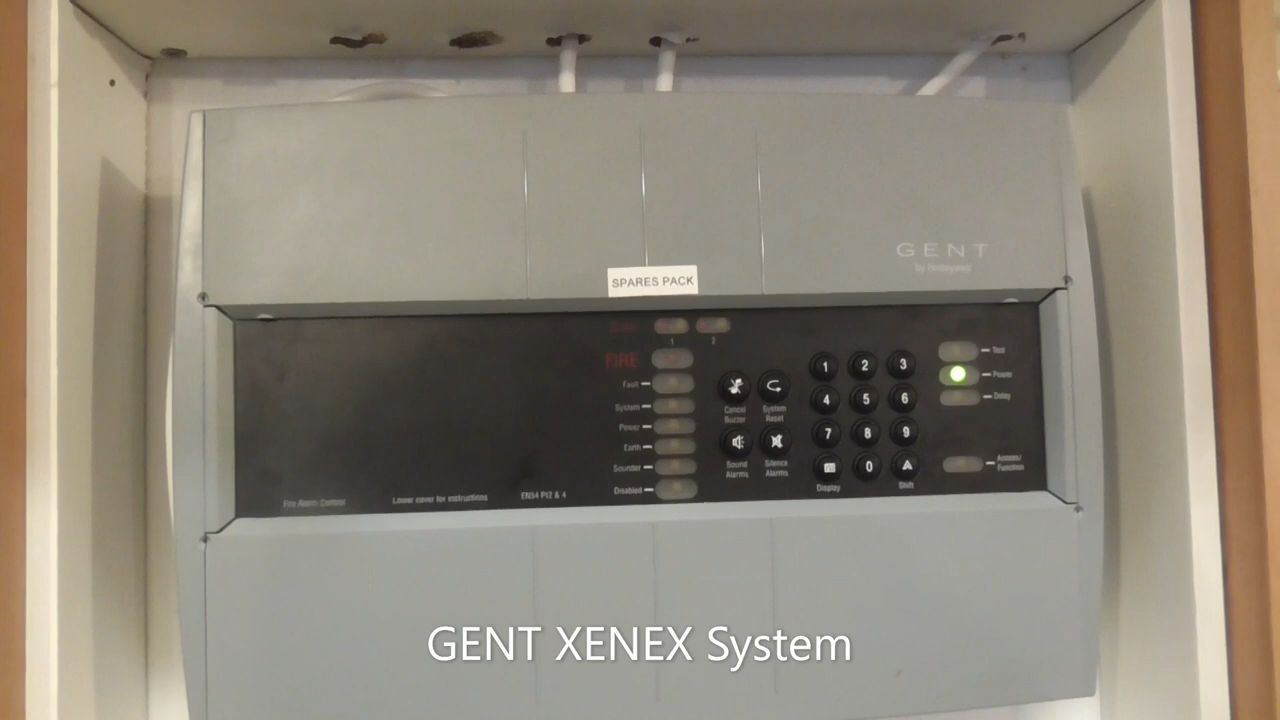 GENT
by Honeywell
SPARES PACK
1 2
FIRE
Fault
System
Power
Earth
Sounder
Disabled
Cancel
Buzzer
System
Reset
Sound
Alarms
Silence
Alarms
1 2 3
4 5 6
7 8 9
0
Display
Shift
Test
Power
Delay
Access/
Function
Fire Alarm Control
Lower cover for instructions
EN54 Pt2 & 4
GENT XENEX System